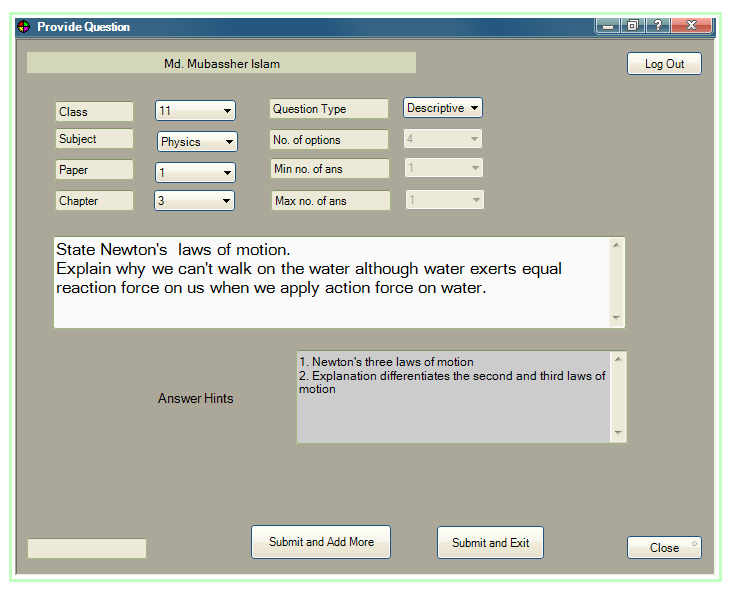 Provide Question
Md. Mubassher Islam
Log Out
Class 11 Question Type Descriptive
Subject Physics No. of options 4
Paper 1 Min no. of ans 1
Chapter 3 Max no. of ans 1
State Newton's  laws of motion.
Explain why we can't walk on the water although water exerts equal
reaction force on us when we apply action force on water.
1. Newton's three laws of motion
2. Explanation differentiates the second and third laws of
motion
Answer Hints
Submit and Add More Submit and Exit Close